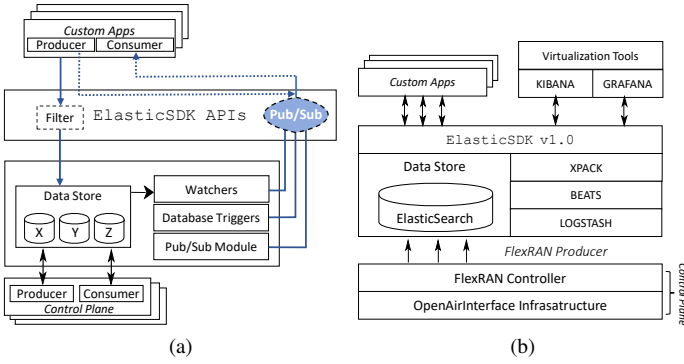 Custom Apps
Producer Consumer
Filter ElasticSDK APIs Pub/Sub
Data Store
X Y Z
Watchers
Database Triggers
Pub/Sub Module
Producer Consumer
Control Plane
(a)
Custom Apps
Virtualization Tools
KIBANA GRAFANA
ElasticSDK v1.0
Data Store
ElasticSearch
XPACK
BEATS
LOGSTASH
FlexRAN Producer
FlexRAN Controller
OpenAirInterface Infrasatructure
Contral Plane
(b)